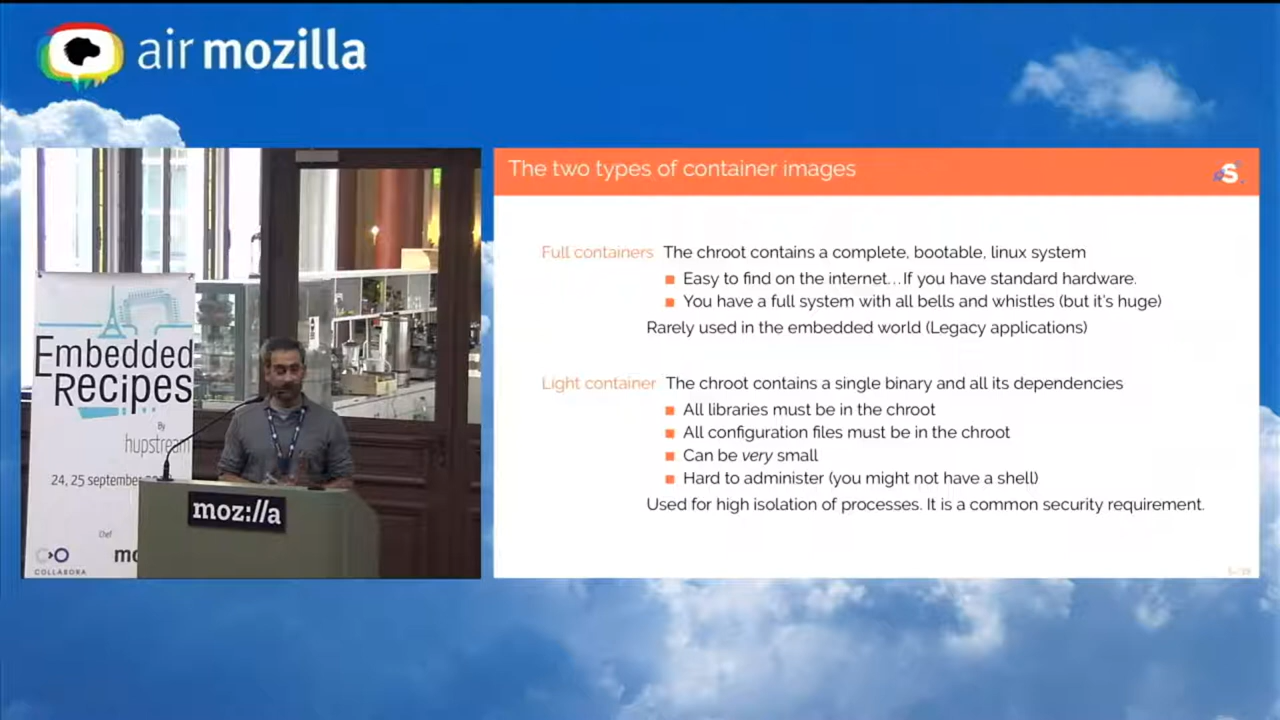 air mozilla
Embedded
Recipes
By
hupstream
24, 25 september
Chef
COLLABORA
moz://a
The two types of container images
S
Full containers The chroot contains a complete, bootable, linux system
Easy to find on the internet...If you have standard hardware.
You have a full system with all bells and whistles (but it's huge)
Rarely used in the embedded world (Legacy applications)
Light container The chroot contains a single binary and all its dependencies
All libraries must be in the chroot
All configuration files must be in the chroot
Can be very small
Hard to administer (you might not have a shell)
Used for high isolation of processes. It is a common security requirement.